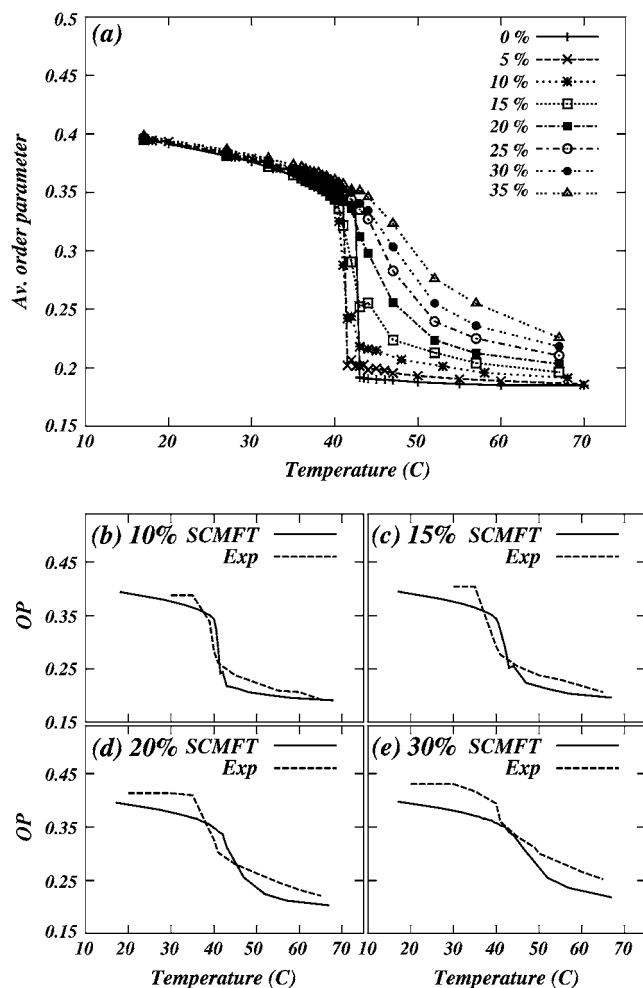 (a)
0 %
5 %
10 %
15 %
20 %
25 %
30 %
35 %
0.5
0.45
0.4
0.35
0.3
0.25
0.2
0.15
Av. order parameter
10 20 30 40 50 60 70
Temperature (C)
(b) 10% SCMFT
Exp
(c) 15% SCMFT
Exp
0.45
0.35
0.25
0.15
OP
(d) 20% SCMFT
Exp
(e) 30% SCMFT
Exp
0.45
0.35
0.25
0.15
OP
10 20 30 40 50 60 70
10 20 30 40 50 60 70
Temperature (C)
Temperature (C)